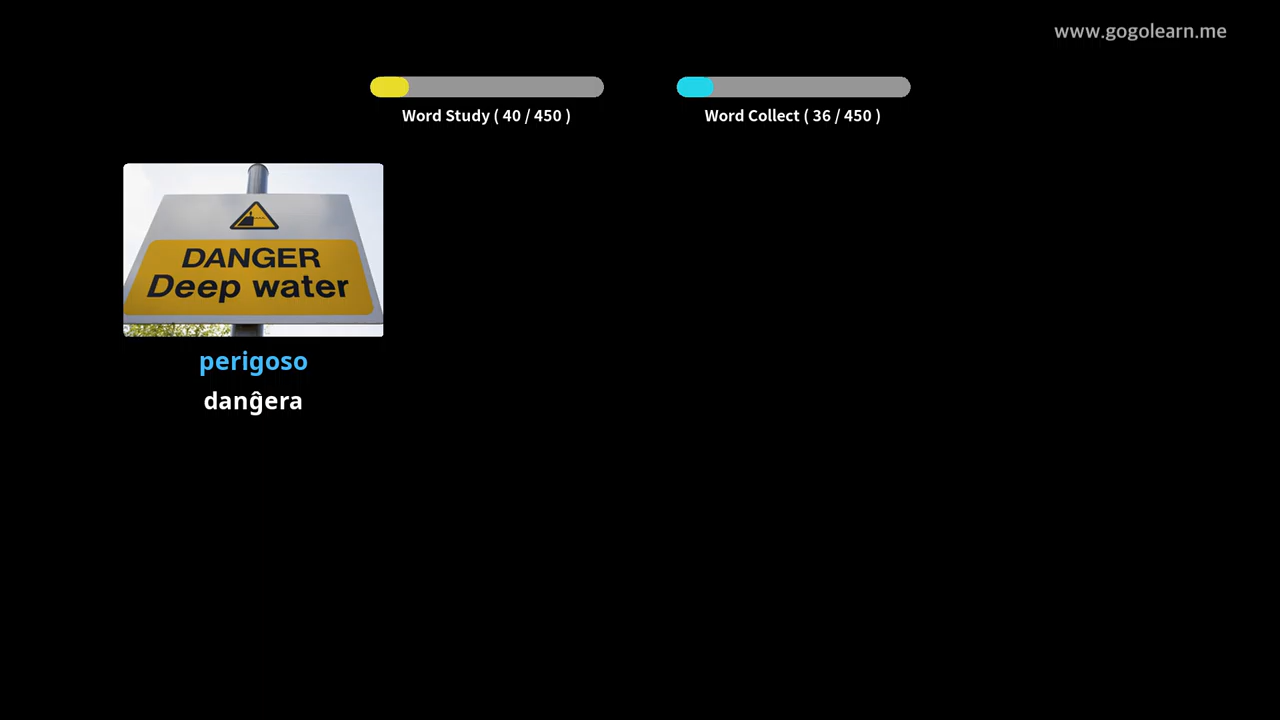 www.gogolearn.me
Word Study ( 40 / 450 )
Word Collect ( 36 / 450 )
DANGER
Deep water
perigoso
danĝera